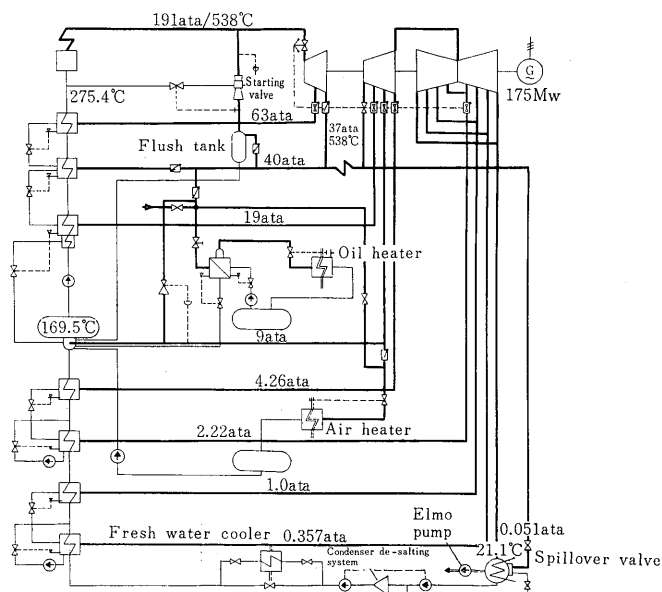 191ata/538℃
G
175Mw
Starting
valve
275.4℃
63ata
37ata
538℃
Flush tank
40ata
19ata
Oil heater
169.5℃
9ata
4.26ata
2.22ata
Air heater
1.0ata
Elmo
pump
0.051ata
Fresh water cooler
0.357ata
21.1℃
Spillover valve
Condenser de-salting
system